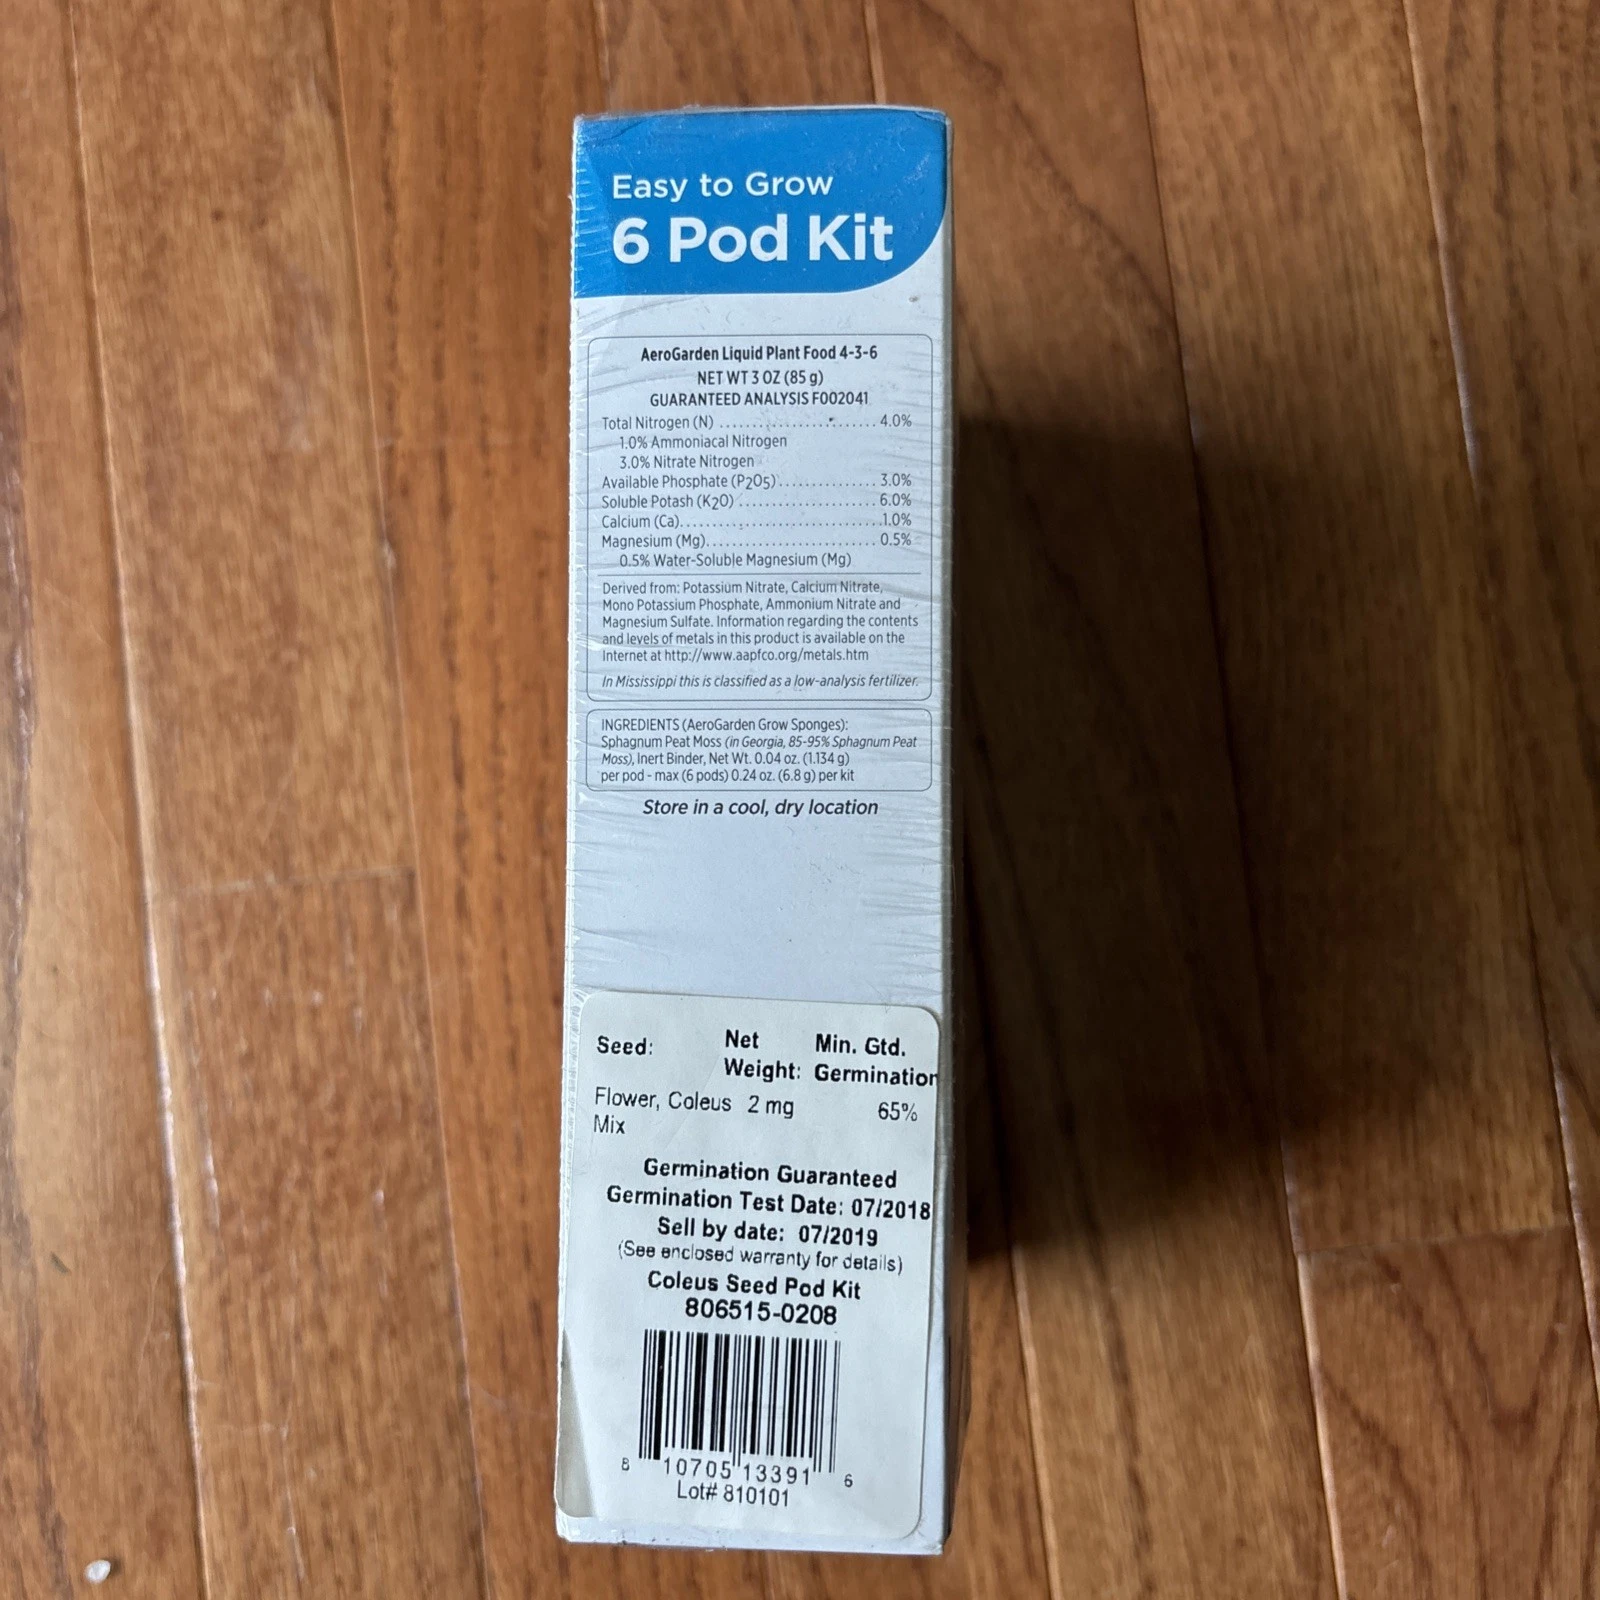 Easy to Grow
6 Pod Kit
AeroGarden Liquid Plant Food 4-3-6
NET WT 3 OZ (85 g)
GUARANTEED ANALYSIS F002041
Total Nitrogen (N) ........................ 4.0%
1.0% Ammoniacal Nitrogen
3.0% Nitrate Nitrogen
Available Phosphate (P2O5)............... 3.0%
Soluble Potash (K2O) ..................... 6.0%
Calcium (Ca)...............................1.0%
Magnesium (Mg).......................... 0.5%
0.5% Water-Soluble Magnesium (Mg)
Derived from: Potassium Nitrate, Calcium Nitrate,
Mono Potassium Phosphate, Ammonium Nitrate and
Magnesium Sulfate. Information regarding the contents
and levels of metals in this product is available on the
Internet at http://www.aapfco.org/metals.htm
In Mississippi this is classified as a low-analysis fertilizer.
INGREDIENTS (AeroGarden Grow Sponges):
Sphagnum Peat Moss (in Georgia, 85-95% Sphagnum Peat
Moss), Inert Binder, Net Wt. 0.04 oz. (1.134 g)
per pod - max (6 pods) 0.24 oz. (6.8 g) per kit
Store in a cool, dry location
Seed: Net Min. Gtd.
Weight: Germination
Flower, Coleus 2 mg 65%
Mix
Germination Guaranteed
Germination Test Date: 07/2018
Sell by date: 07/2019
(See enclosed warranty for details)
Coleus Seed Pod Kit
806515-0208
8 10705 13391 6
Lot# 810101